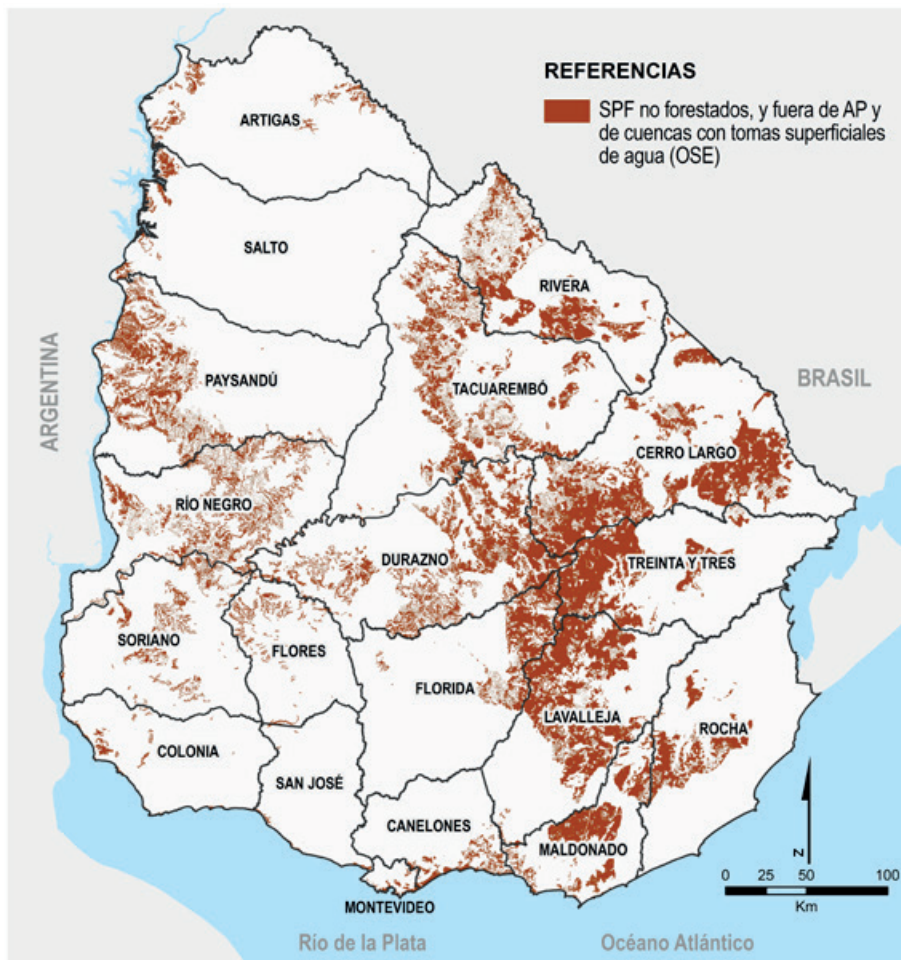 REFERENCIAS
SPF no forestados, y fuera de AP y
de cuencas con tomas superficiales
de agua (OSE)
ARTIGAS
SALTO
RIVERA
ARGENTINA
PAYSANDÚ
TACUAREMBÓ
BRASIL
CERRO LARGO
RÍO NEGRO
DURAZNO
TREINTA Y TRES
SORIANO
FLORES
FLORIDA
LAVALLEJA
ROCHA
COLONIA
SAN JOSÉ
CANELONES
MALDONADO
MONTEVIDEO
N
0 25 50 100
Km
Río de la Plata
Océano Atlántico